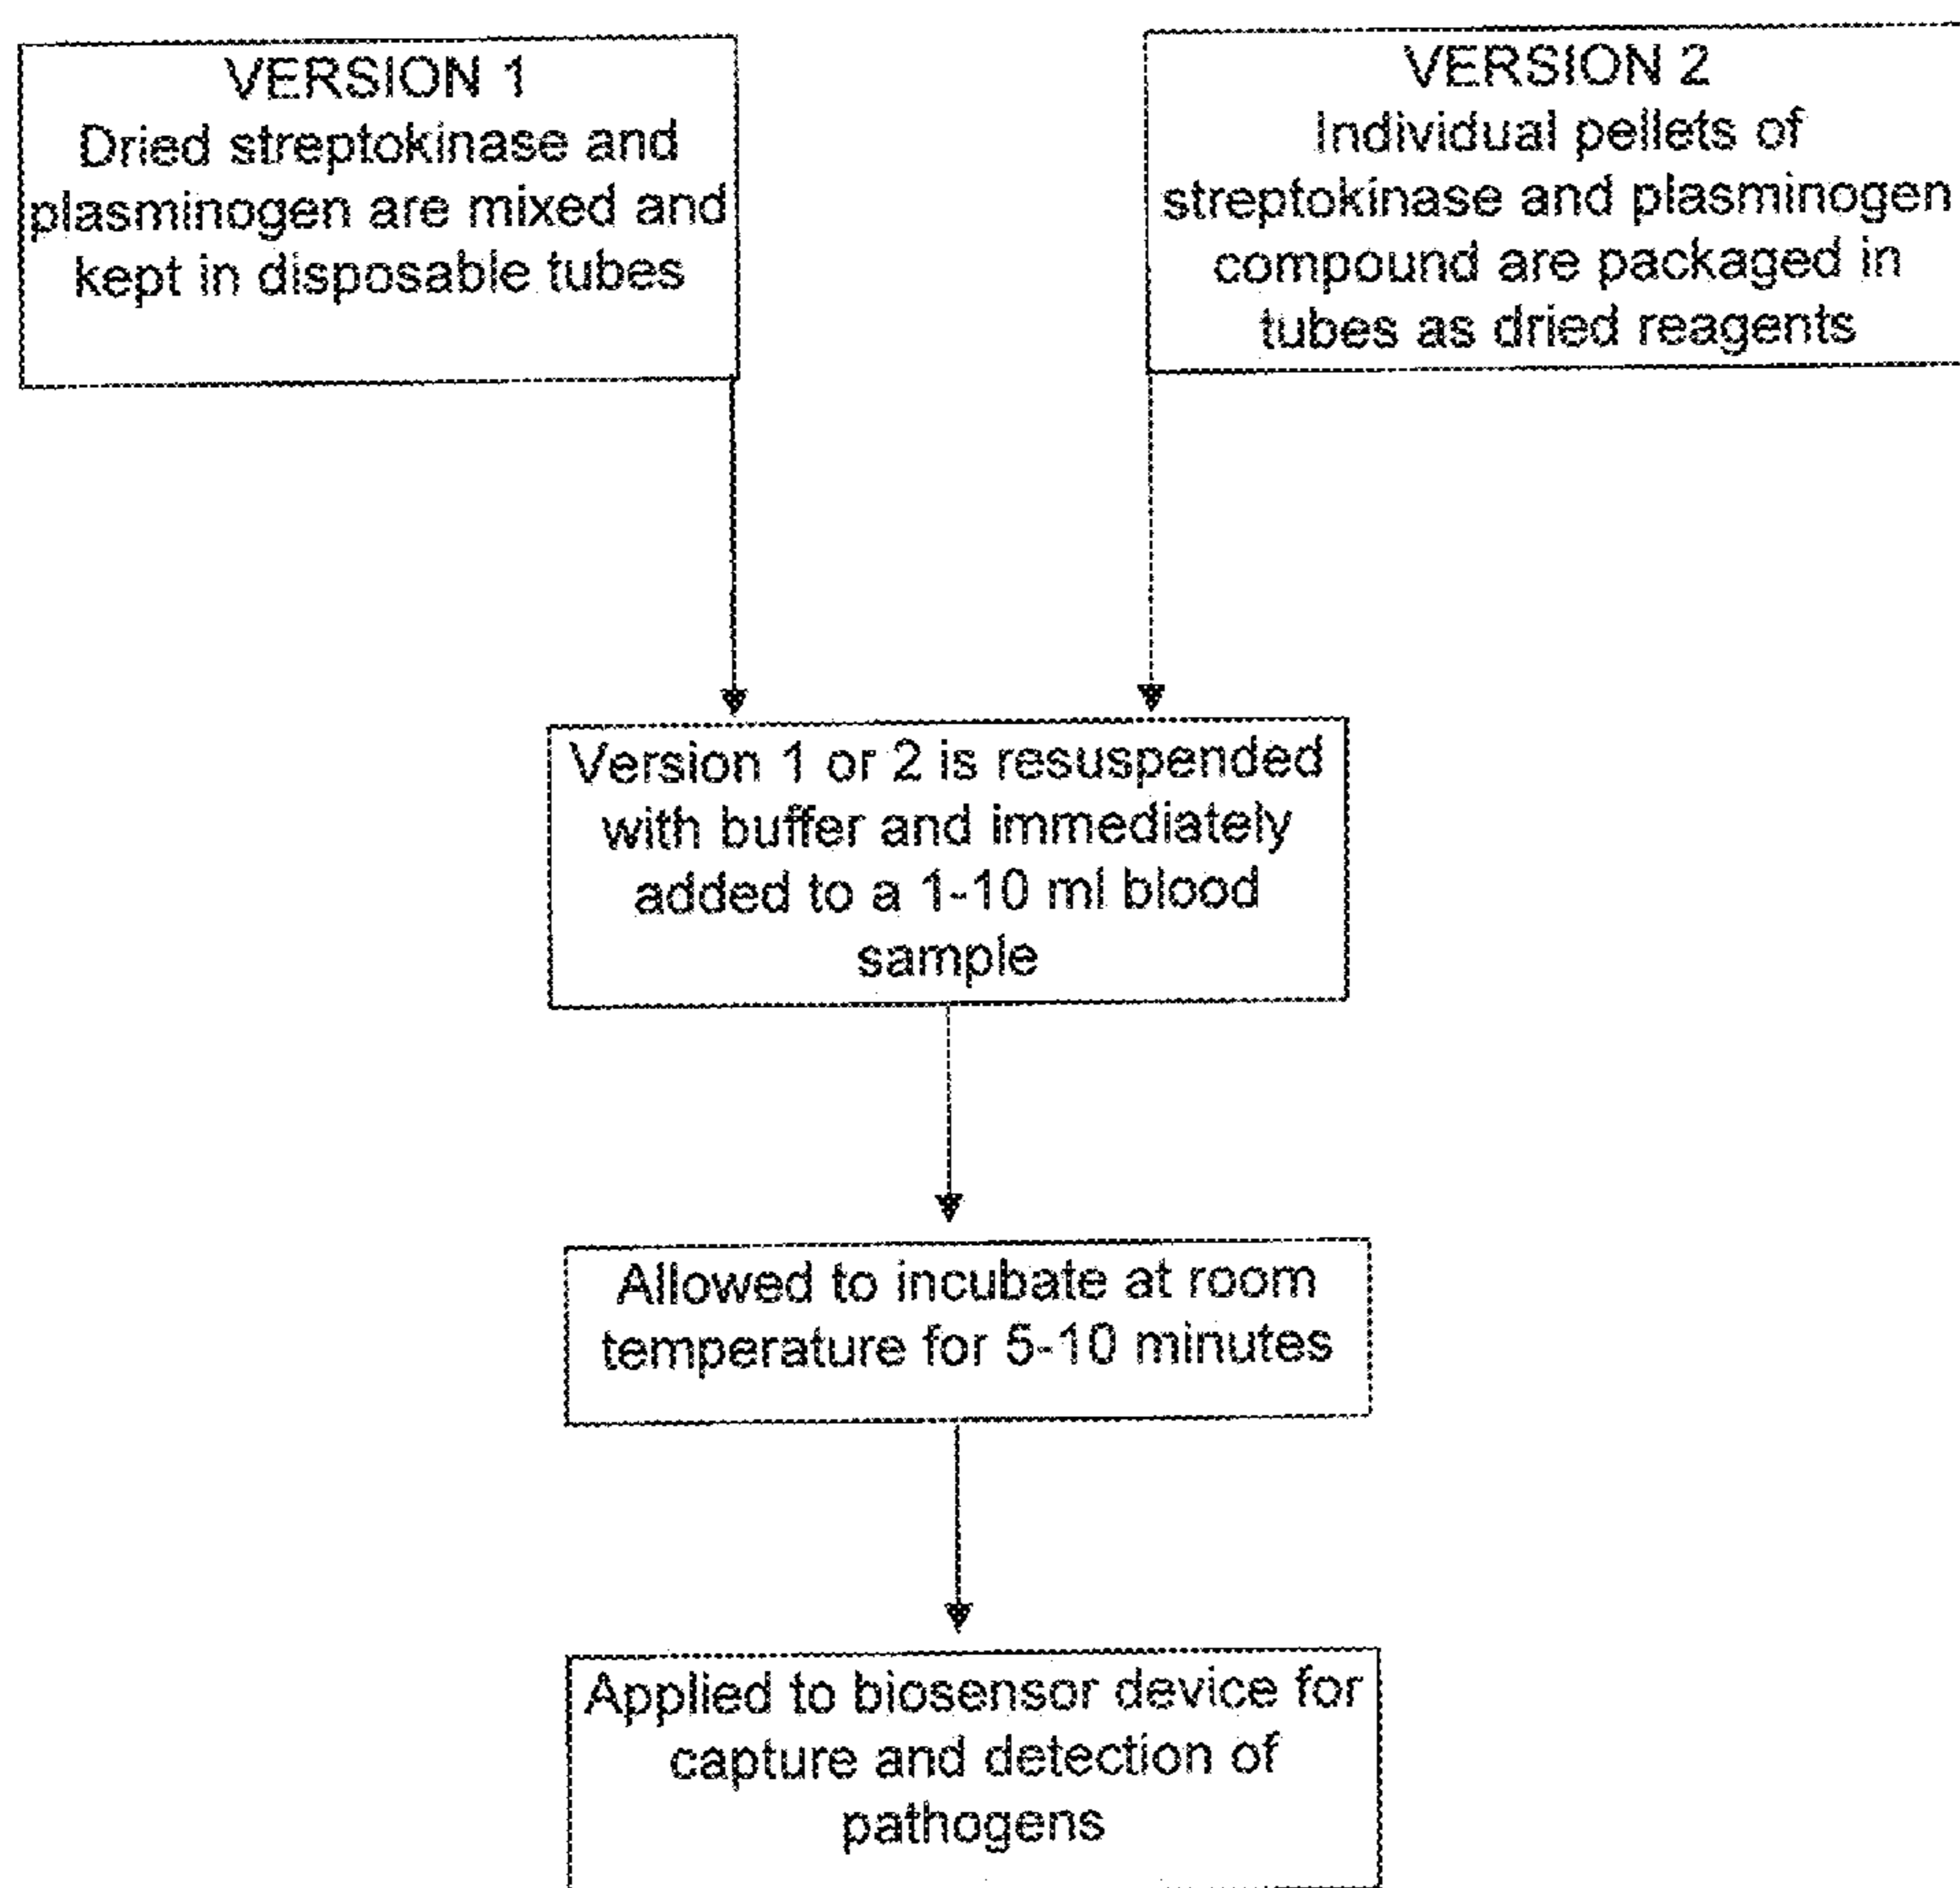 VERSION 1
Dried streptokinase and
plasminogen are mixed and
kept in disposable tubes
VERSION 2
Individual pellets of
streptokinase and plasminogen
compound are packaged in
tubes as dried reagents
Version 1 or 2 is resuspended
with buffer and immediately
added to a 1-10 ml blood
sample
Allowed to incubate at room
temperature for 5-10 minutes
Applied to biosensor device for
capture and detection of
pathogens